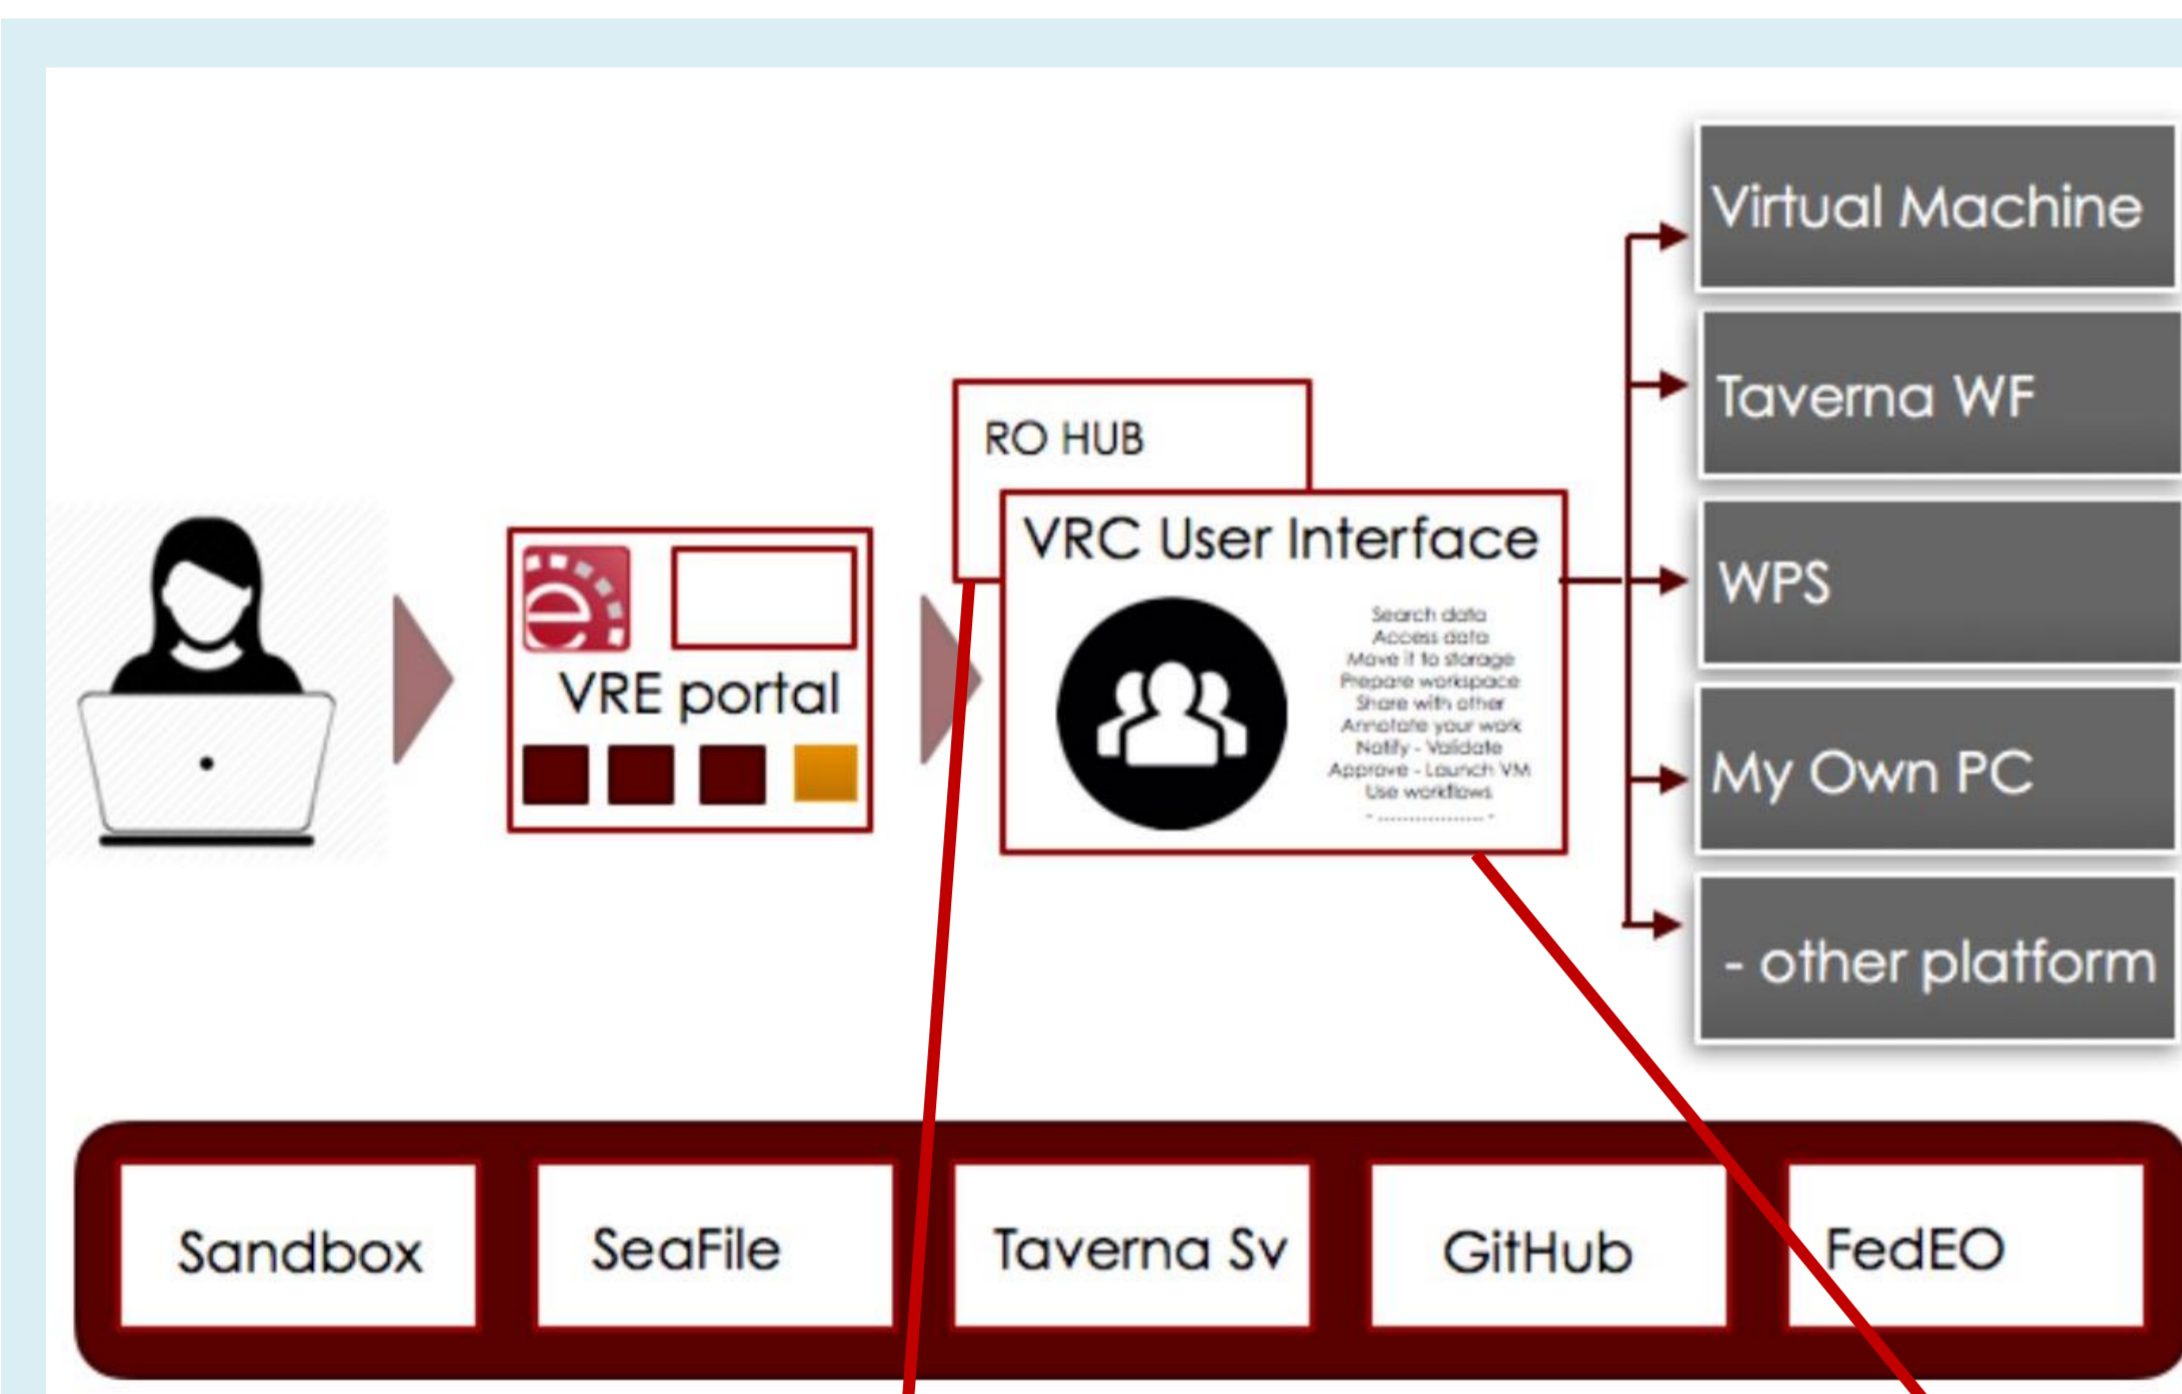 Virtual Machine
Taverna WF
WPS
My Own PC
- other platform
RO HUB
VRC User Interface
Search data
Access data
Move it to storage
Prepare workspace
Share with other
Annotate your work
Notify - Validate
Approve - Launch VM
Use workflows
- ................. -
e
VRE portal
Sandbox
SeaFile
Taverna Sv
GitHub
FedEO